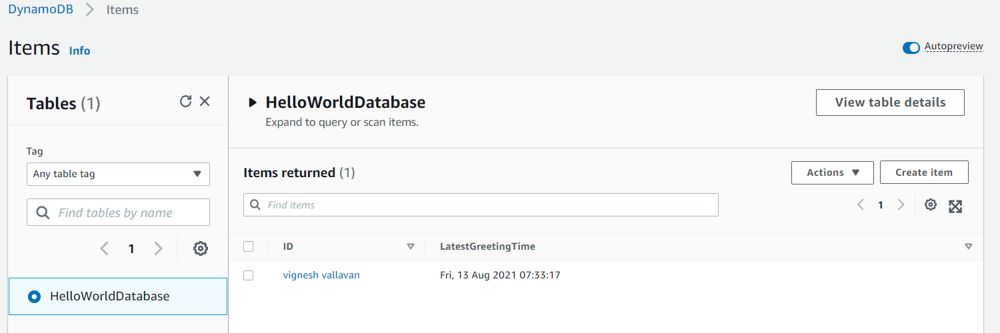 DynamoDB Items
Items Info
Autopreview
Tables (1)
Tag
Any table tag
Find tables by name
1
HelloWorldDatabase
HelloWorldDatabase
View table details
Expand to query or scan items.
Items returned (1)
Actions
Create item
Find items
1
ID LatestGreetingTime
vignesh vallavan Fri, 13 Aug 2021 07:33:17